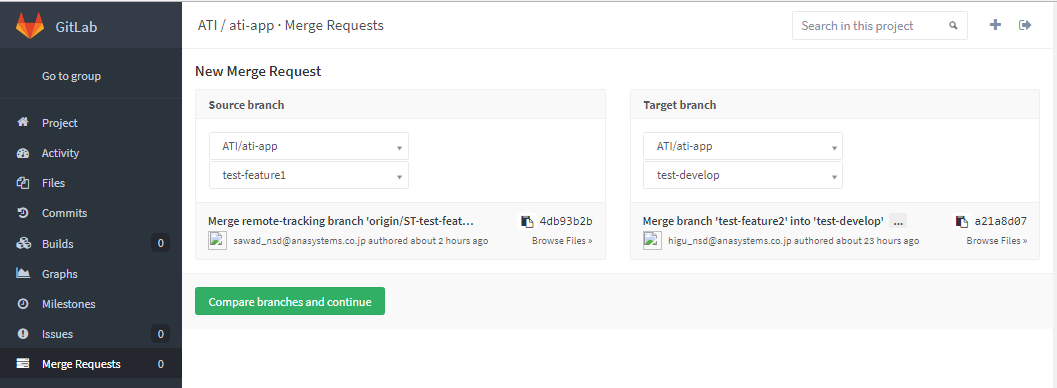 GitLab
ATI / ati-app · Merge Requests
Search in this project
Go to group
Project
Activity
Files
Commits
Builds 0
Graphs
Milestones
Issues 0
Merge Requests 0
New Merge Request
Source branch
ATI/ati-app
test-feature1
Merge remote-tracking branch 'origin/ST-test-feat... 4db93b2b
sawad_nsd@anasystems.co.jp authored about 2 hours ago Browse Files »
Target branch
ATI/ati-app
test-develop
Merge branch 'test-feature2' into 'test-develop' ... a21a8d07
higu_nsd@anasystems.co.jp authored about 23 hours ago Browse Files »
Compare branches and continue